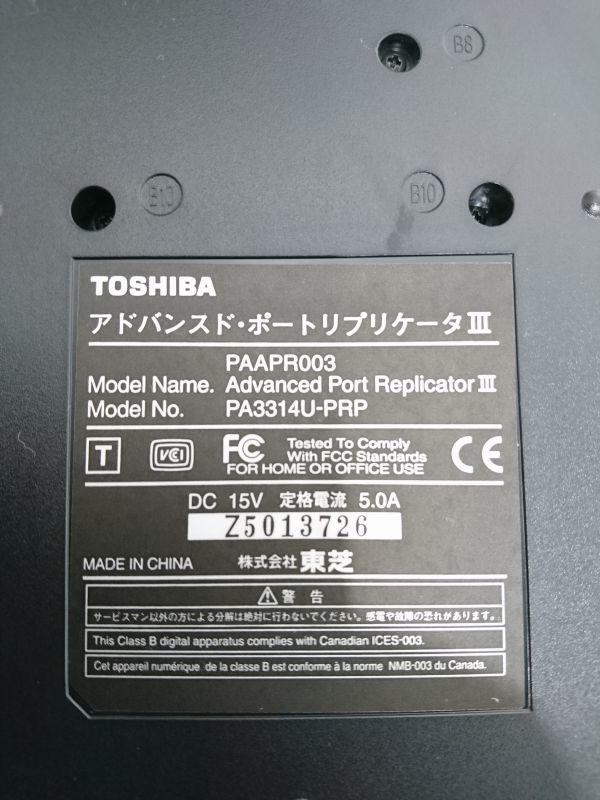 B8
B10
B10
TOSHIBA
アドバンスド・ポートリプリケータⅢ
PAAPR003
Model Name. Advanced Port Replicator Ⅲ
Model No. PA3314U-PRP
T
VCI
FC Tested To Comply
With FCC Standards
FOR HOME OR OFFICE USE
CE
DC 15V 定格電流 5.0A
Z5013726
MADE IN CHINA 株式会社 東芝
⚠ 警告
サービスマン以外の方による分解は絶対に行わないでください。感電や故障の恐れがあります。
This Class B digital apparatus complies with Canadian ICES-003.
Cet appareil numérique de la classe B est conforme à la norme NMB-003 du Canada.